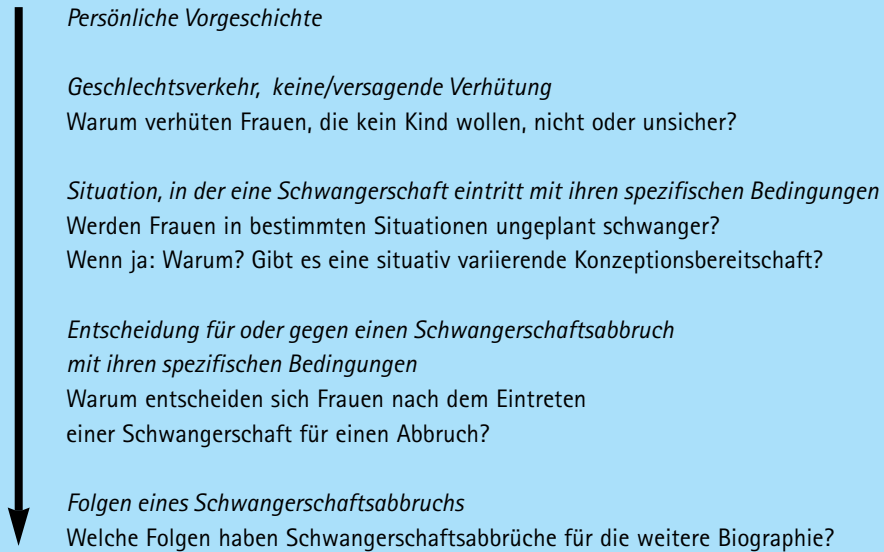 Persönliche Vorgeschichte
Geschlechtsverkehr, keine/versagende Verhütung
Warum verhüten Frauen, die kein Kind wollen, nicht oder unsicher?
Situation, in der eine Schwangerschaft eintritt mit ihren spezifischen Bedingungen
Werden Frauen in bestimmten Situationen ungeplant schwanger?
Wenn ja: Warum? Gibt es eine situativ variierende Konzeptionsbereitschaft?
Entscheidung für oder gegen einen Schwangerschaftsabbruch
mit ihren spezifischen Bedingungen
Warum entscheiden sich Frauen nach dem Eintreten
einer Schwangerschaft für einen Abbruch?
Folgen eines Schwangerschaftsabbruchs
Welche Folgen haben Schwangerschaftsabbrüche für die weitere Biographie?